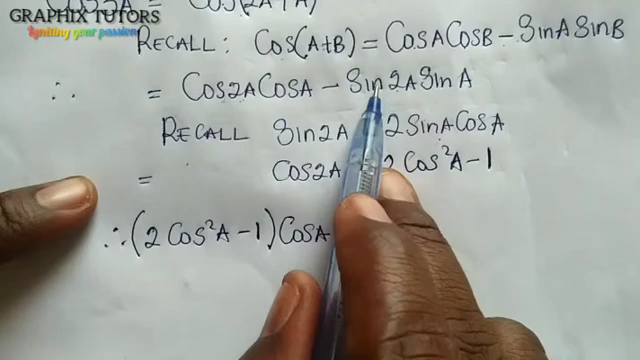 GRAPHIX TUTORS
Igniting your passion
Cos(2A+A)
RECALL: Cos(A+B) = CosACosB - SinASinB
∴ = Cos2ACosA - Sin2ASinA
RECALL Sin2A 2SinACosA
= Cos2A 2Cos²A-1
∴ (2Cos²A-1)CosA